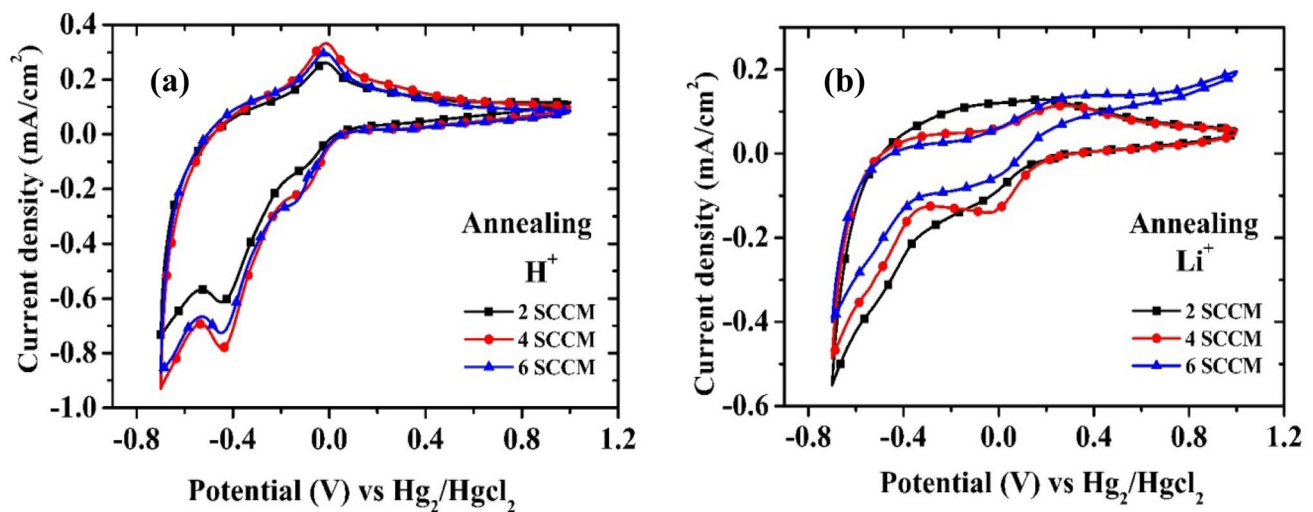 (a)
Current density (mA/cm²)
0.4
0.2
0.0
-0.2
-0.4
-0.6
-0.8
-1.0
Annealing
H⁺
2 SCCM
4 SCCM
6 SCCM
-0.8 -0.4 0.0 0.4 0.8 1.2
Potential (V) vs Hg₂/Hgcl₂
(b)
Current density (mA/cm²)
0.2
0.0
-0.2
-0.4
-0.6
Annealing
Li⁺
2 SCCM
4 SCCM
6 SCCM
-0.8 -0.4 0.0 0.4 0.8 1.2
Potential (V) vs Hg₂/Hgcl₂